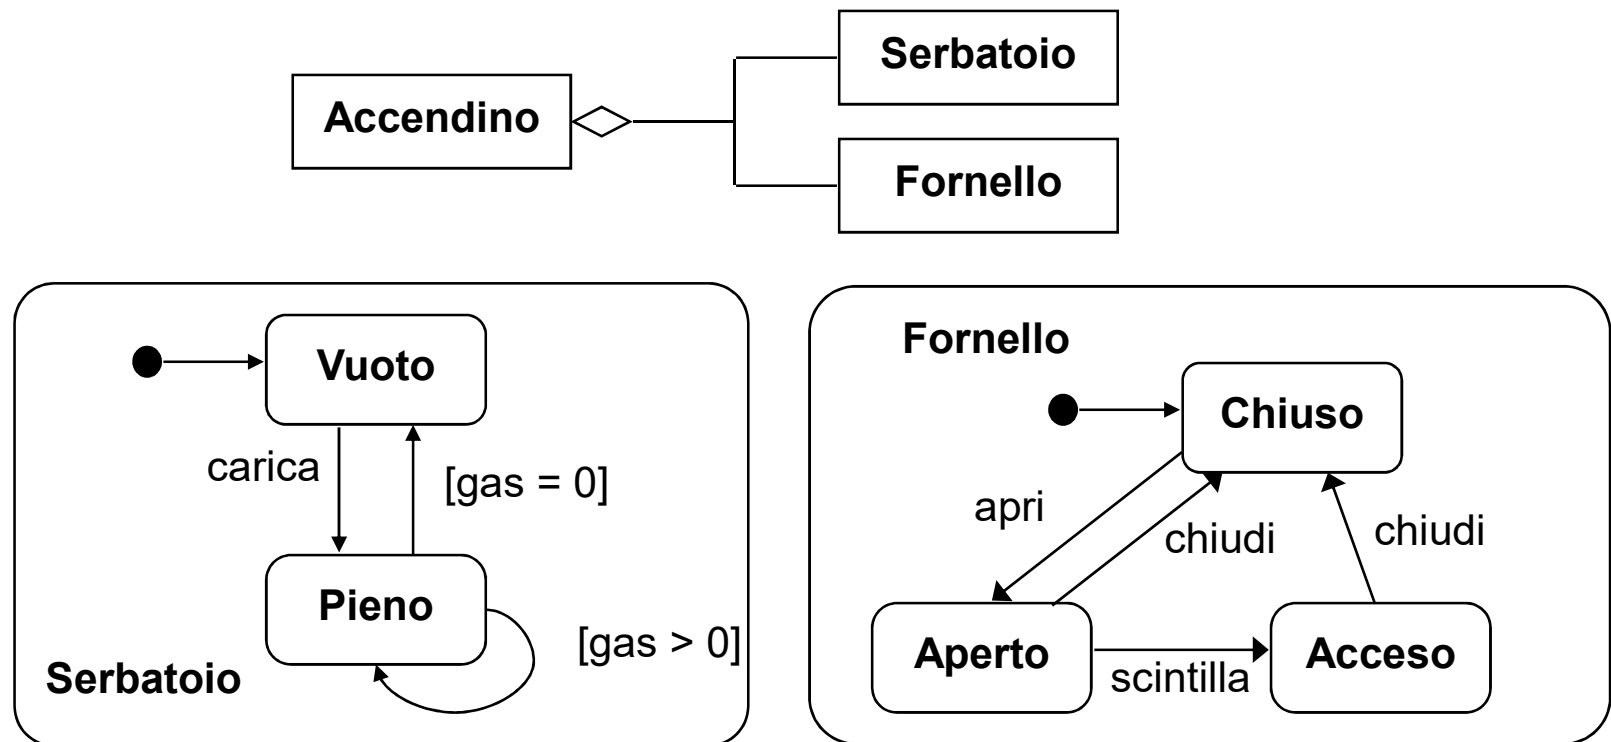 Serbatoio
Accendino
Fornello
Vuoto
carica
[gas = 0]
Pieno
[gas > 0]
Serbatoio
Fornello
Chiuso
apri
chiudi
chiudi
Aperto
scintilla
Acceso